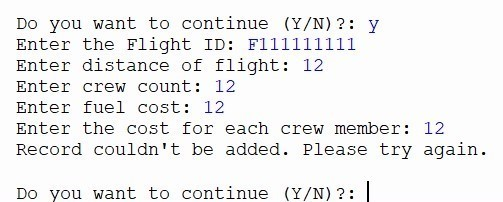 Do you want to continue (Y/N)?: y
Enter the Flight ID: F111111111
Enter distance of flight: 12
Enter crew count: 12
Enter fuel cost: 12
Enter the cost for each crew member: 12
Record couldn't be added. Please try again.
Do you want to continue (Y/N)?: